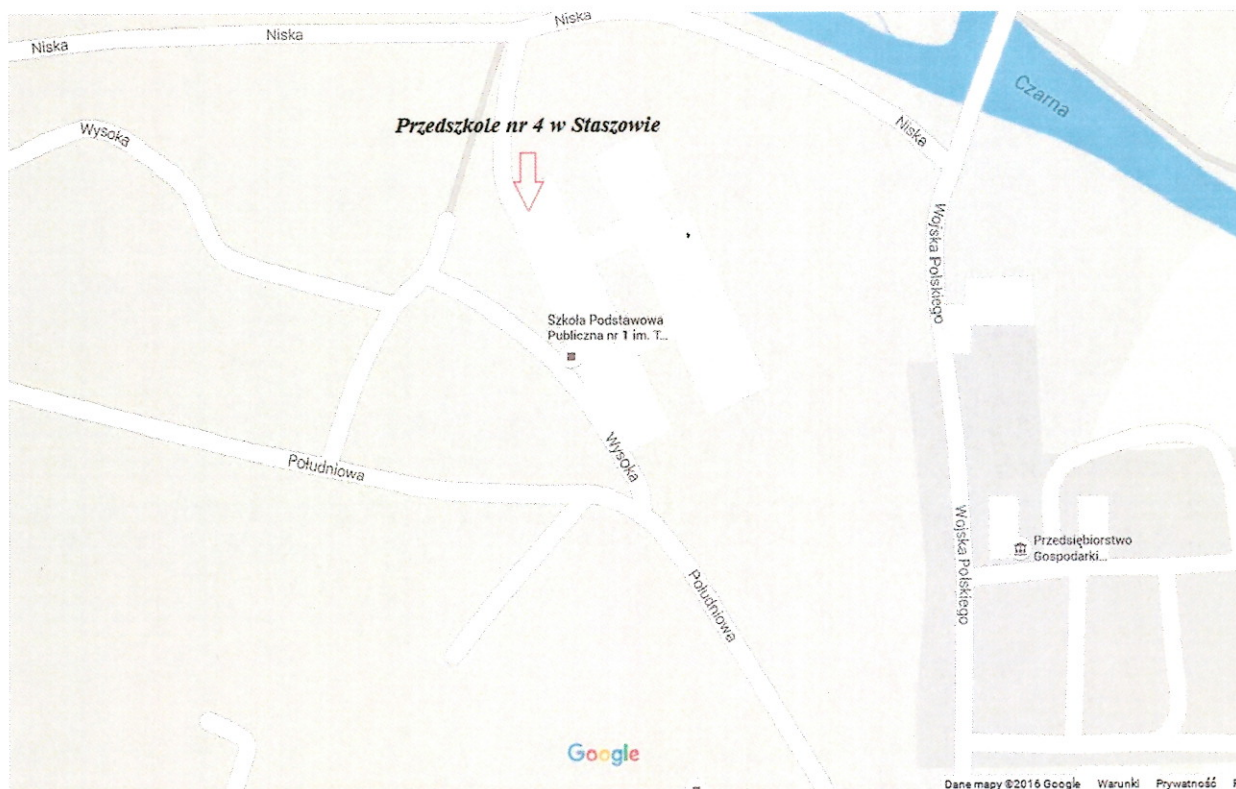 Niska
Niska
Niska
Czarna
Niska
Wysoka
Przedszkole nr 4 w Staszowie
Wojska Polskiego
Szkoła Podstawowa
Publiczna nr 1 im. T...
Wysoka
Południowa
Wojska Polskiego
Przedsiębiorstwo
Gospodarki...
Południowa
Google
Dane mapy ©2016 Google Warunki Prywatność